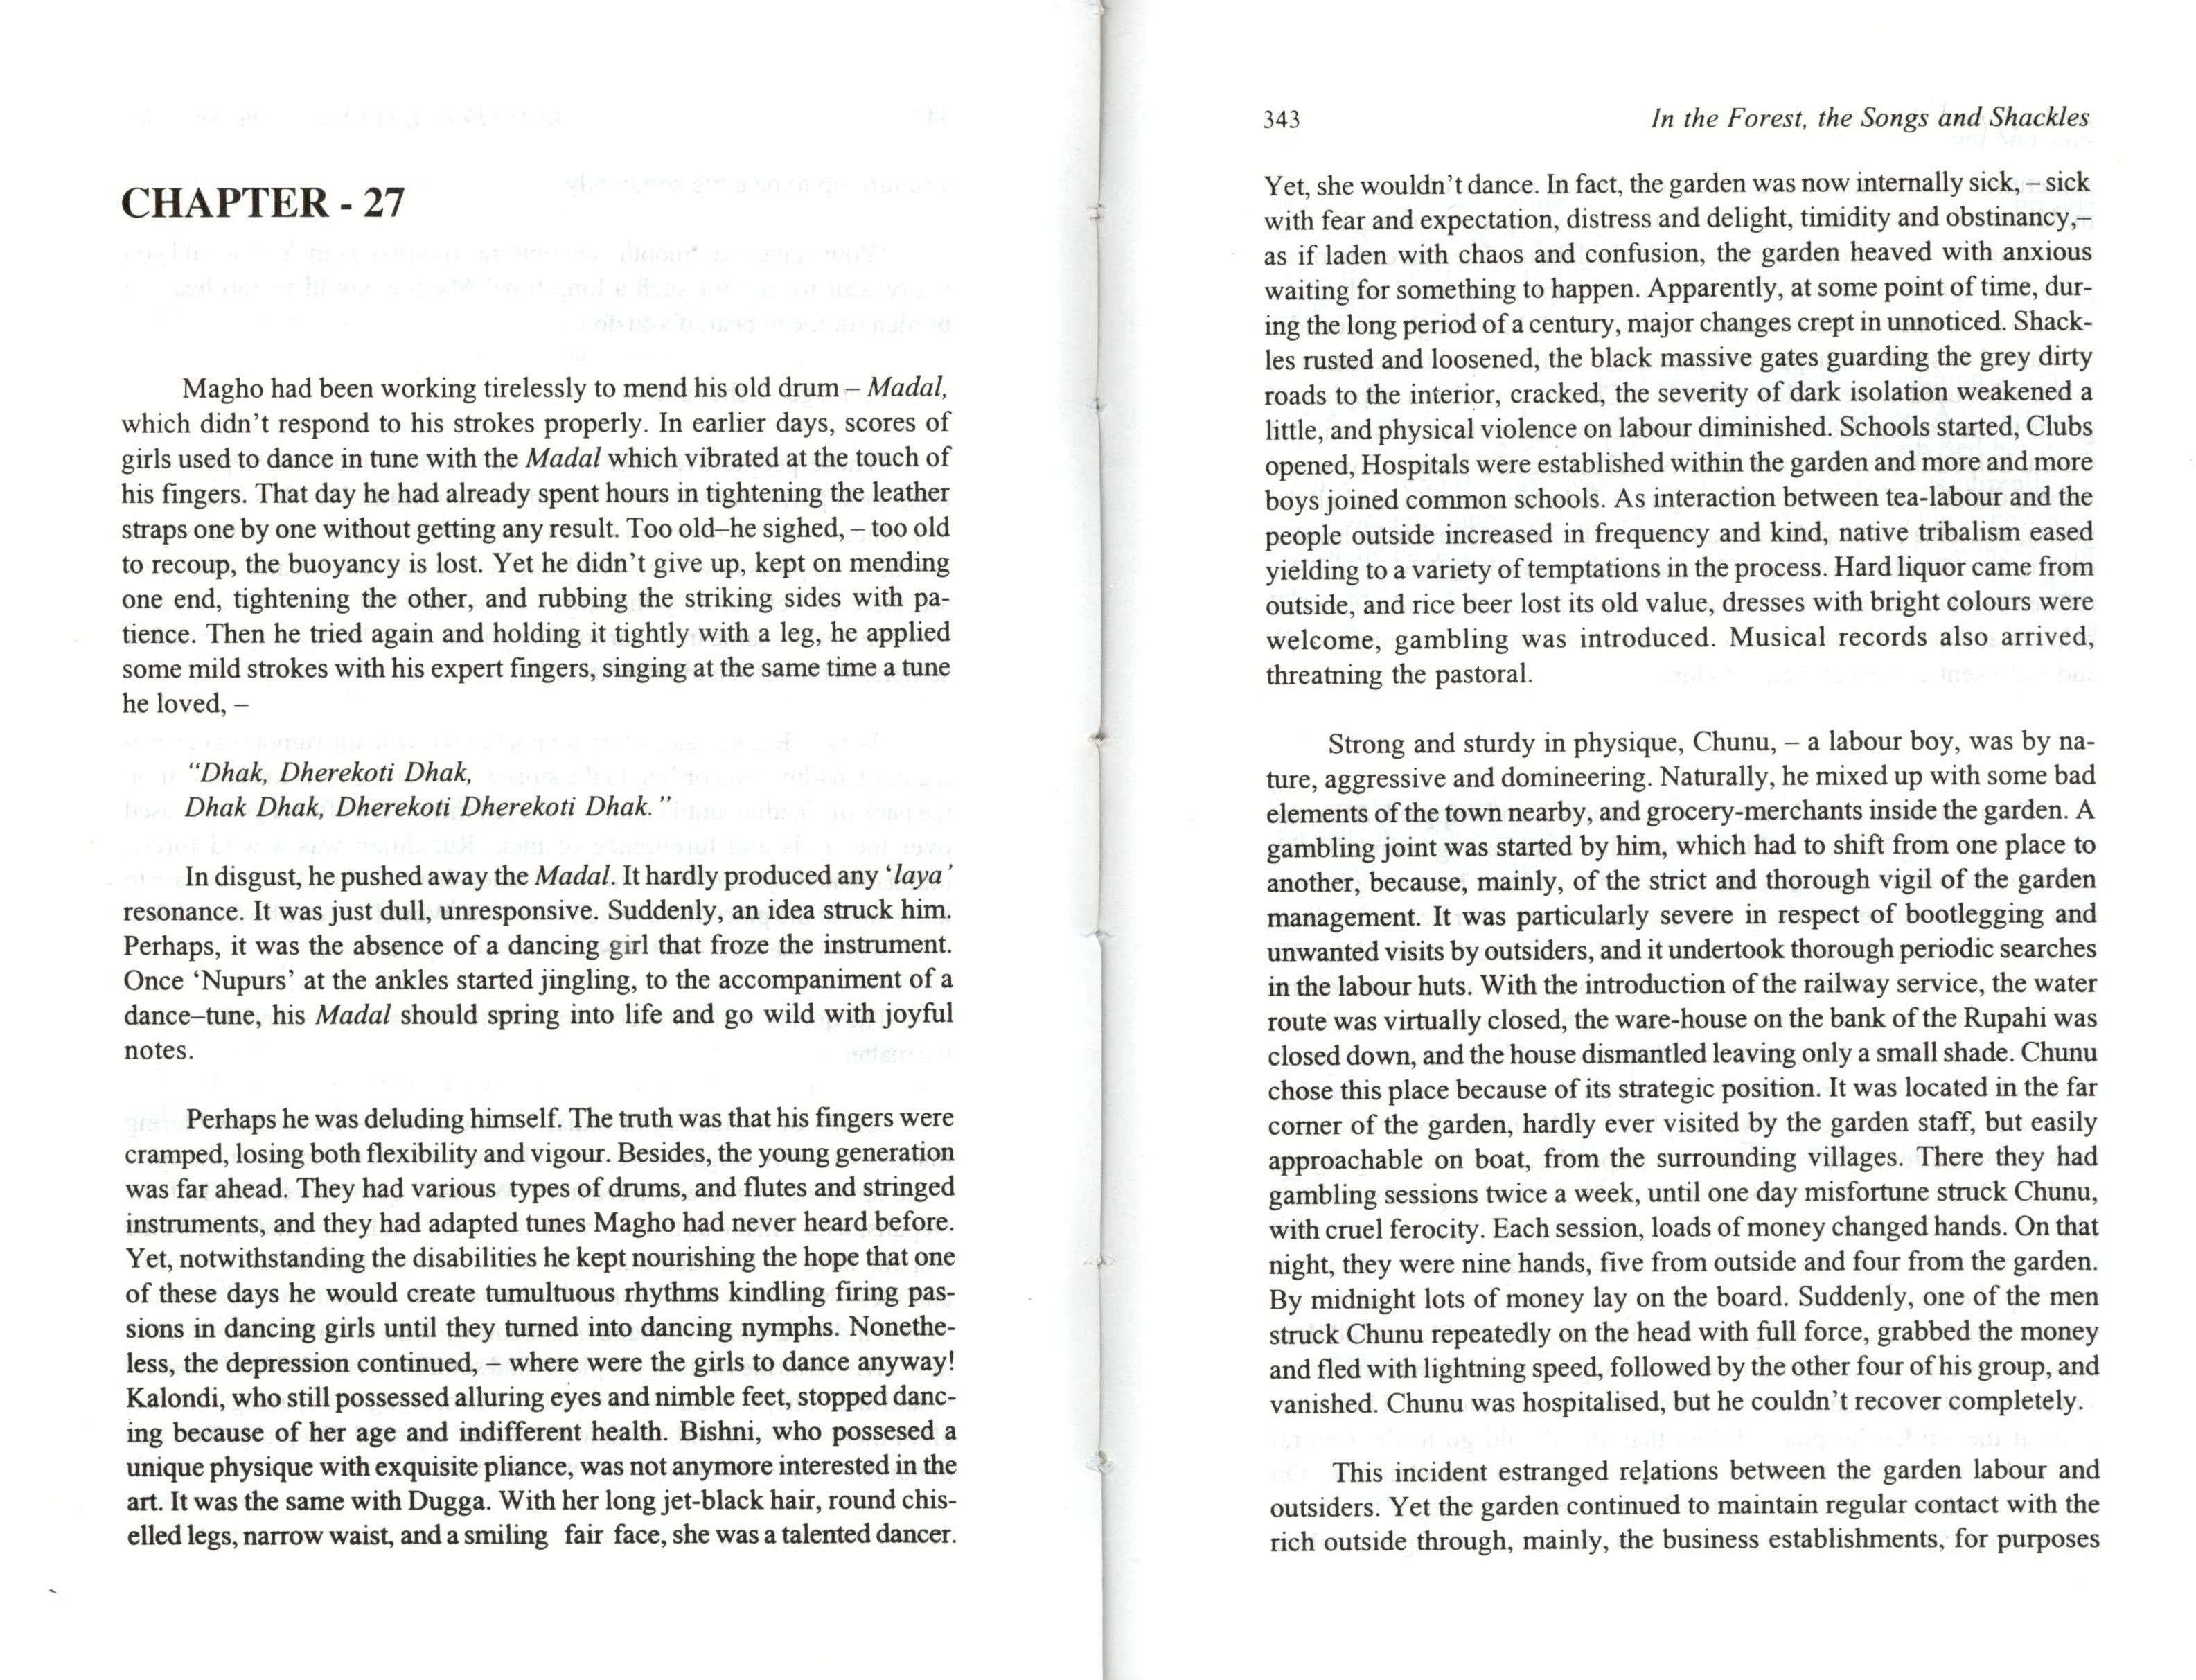 CHAPTER - 27
Magho had been working tirelessly to mend his old drum – Madal,
which didn't respond to his strokes properly. In earlier days, scores of
girls used to dance in tune with the Madal which vibrated at the touch of
his fingers. That day he had already spent hours in tightening the leather
straps one by one without getting any result. Too old–he sighed, – too old
to recoup, the buoyancy is lost. Yet he didn't give up, kept on mending
one end, tightening the other, and rubbing the striking sides with pa-
tience. Then he tried again and holding it tightly with a leg, he applied
some mild strokes with his expert fingers, singing at the same time a tune
he loved, –
"Dhak, Dherekoti Dhak,
Dhak Dhak, Dherekoti Dherekoti Dhak."
In disgust, he pushed away the Madal. It hardly produced any 'laya'
resonance. It was just dull, unresponsive. Suddenly, an idea struck him.
Perhaps, it was the absence of a dancing girl that froze the instrument.
Once 'Nupurs' at the ankles started jingling, to the accompaniment of a
dance–tune, his Madal should spring into life and go wild with joyful
notes.
Perhaps he was deluding himself. The truth was that his fingers were
cramped, losing both flexibility and vigour. Besides, the young generation
was far ahead. They had various types of drums, and flutes and stringed
instruments, and they had adapted tunes Magho had never heard before.
Yet, notwithstanding the disabilities he kept nourishing the hope that one
of these days he would create tumultuous rhythms kindling firing pas-
sions in dancing girls until they turned into dancing nymphs. Nonethe-
less, the depression continued, – where were the girls to dance anyway!
Kalondi, who still possessed alluring eyes and nimble feet, stopped danc-
ing because of her age and indifferent health. Bishni, who possesed a
unique physique with exquisite pliance, was not anymore interested in the
art. It was the same with Dugga. With her long jet-black hair, round chis-
elled legs, narrow waist, and a smiling fair face, she was a talented dancer.
343
In the Forest, the Songs and Shackles
Yet, she wouldn't dance. In fact, the garden was now internally sick, – sick
with fear and expectation, distress and delight, timidity and obstinancy,–
as if laden with chaos and confusion, the garden heaved with anxious
waiting for something to happen. Apparently, at some point of time, dur-
ing the long period of a century, major changes crept in unnoticed. Shack-
les rusted and loosened, the black massive gates guarding the grey dirty
roads to the interior, cracked, the severity of dark isolation weakened a
little, and physical violence on labour diminished. Schools started, Clubs
opened, Hospitals were established within the garden and more and more
boys joined common schools. As interaction between tea-labour and the
people outside increased in frequency and kind, native tribalism eased
yielding to a variety of temptations in the process. Hard liquor came from
outside, and rice beer lost its old value, dresses with bright colours were
welcome, gambling was introduced. Musical records also arrived,
threatning the pastoral.
Strong and sturdy in physique, Chunu, – a labour boy, was by na-
ture, aggressive and domineering. Naturally, he mixed up with some bad
elements of the town nearby, and grocery-merchants inside the garden. A
gambling joint was started by him, which had to shift from one place to
another, because, mainly, of the strict and thorough vigil of the garden
management. It was particularly severe in respect of bootlegging and
unwanted visits by outsiders, and it undertook thorough periodic searches
in the labour huts. With the introduction of the railway service, the water
route was virtually closed, the ware-house on the bank of the Rupahi was
closed down, and the house dismantled leaving only a small shade. Chunu
chose this place because of its strategic position. It was located in the far
corner of the garden, hardly ever visited by the garden staff, but easily
approachable on boat, from the surrounding villages. There they had
gambling sessions twice a week, until one day misfortune struck Chunu,
with cruel ferocity. Each session, loads of money changed hands. On that
night, they were nine hands, five from outside and four from the garden.
By midnight lots of money lay on the board. Suddenly, one of the men
struck Chunu repeatedly on the head with full force, grabbed the money
and fled with lightning speed, followed by the other four of his group, and
vanished. Chunu was hospitalised, but he couldn't recover completely.
This incident estranged relations between the garden labour and
outsiders. Yet the garden continued to maintain regular contact with the
rich outside through, mainly, the business establishments, for purposes